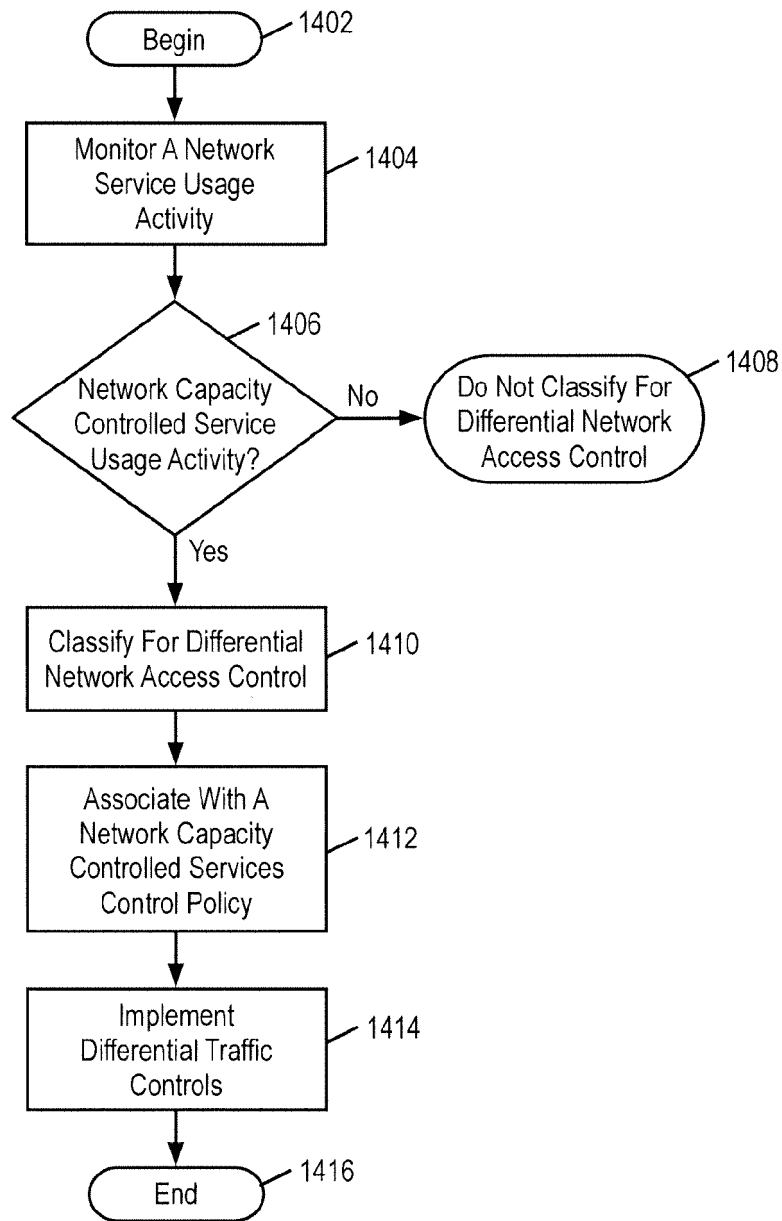 Begin
1402
Monitor A Network
Service Usage
Activity
1404
1406
Network Capacity
Controlled Service
Usage Activity?
No
Do Not Classify For
Differential Network
Access Control
1408
Yes
Classify For Differential
Network Access Control
1410
Associate With A
Network Capacity
Controlled Services
Control Policy
1412
Implement
Differential Traffic
Controls
1414
End
1416